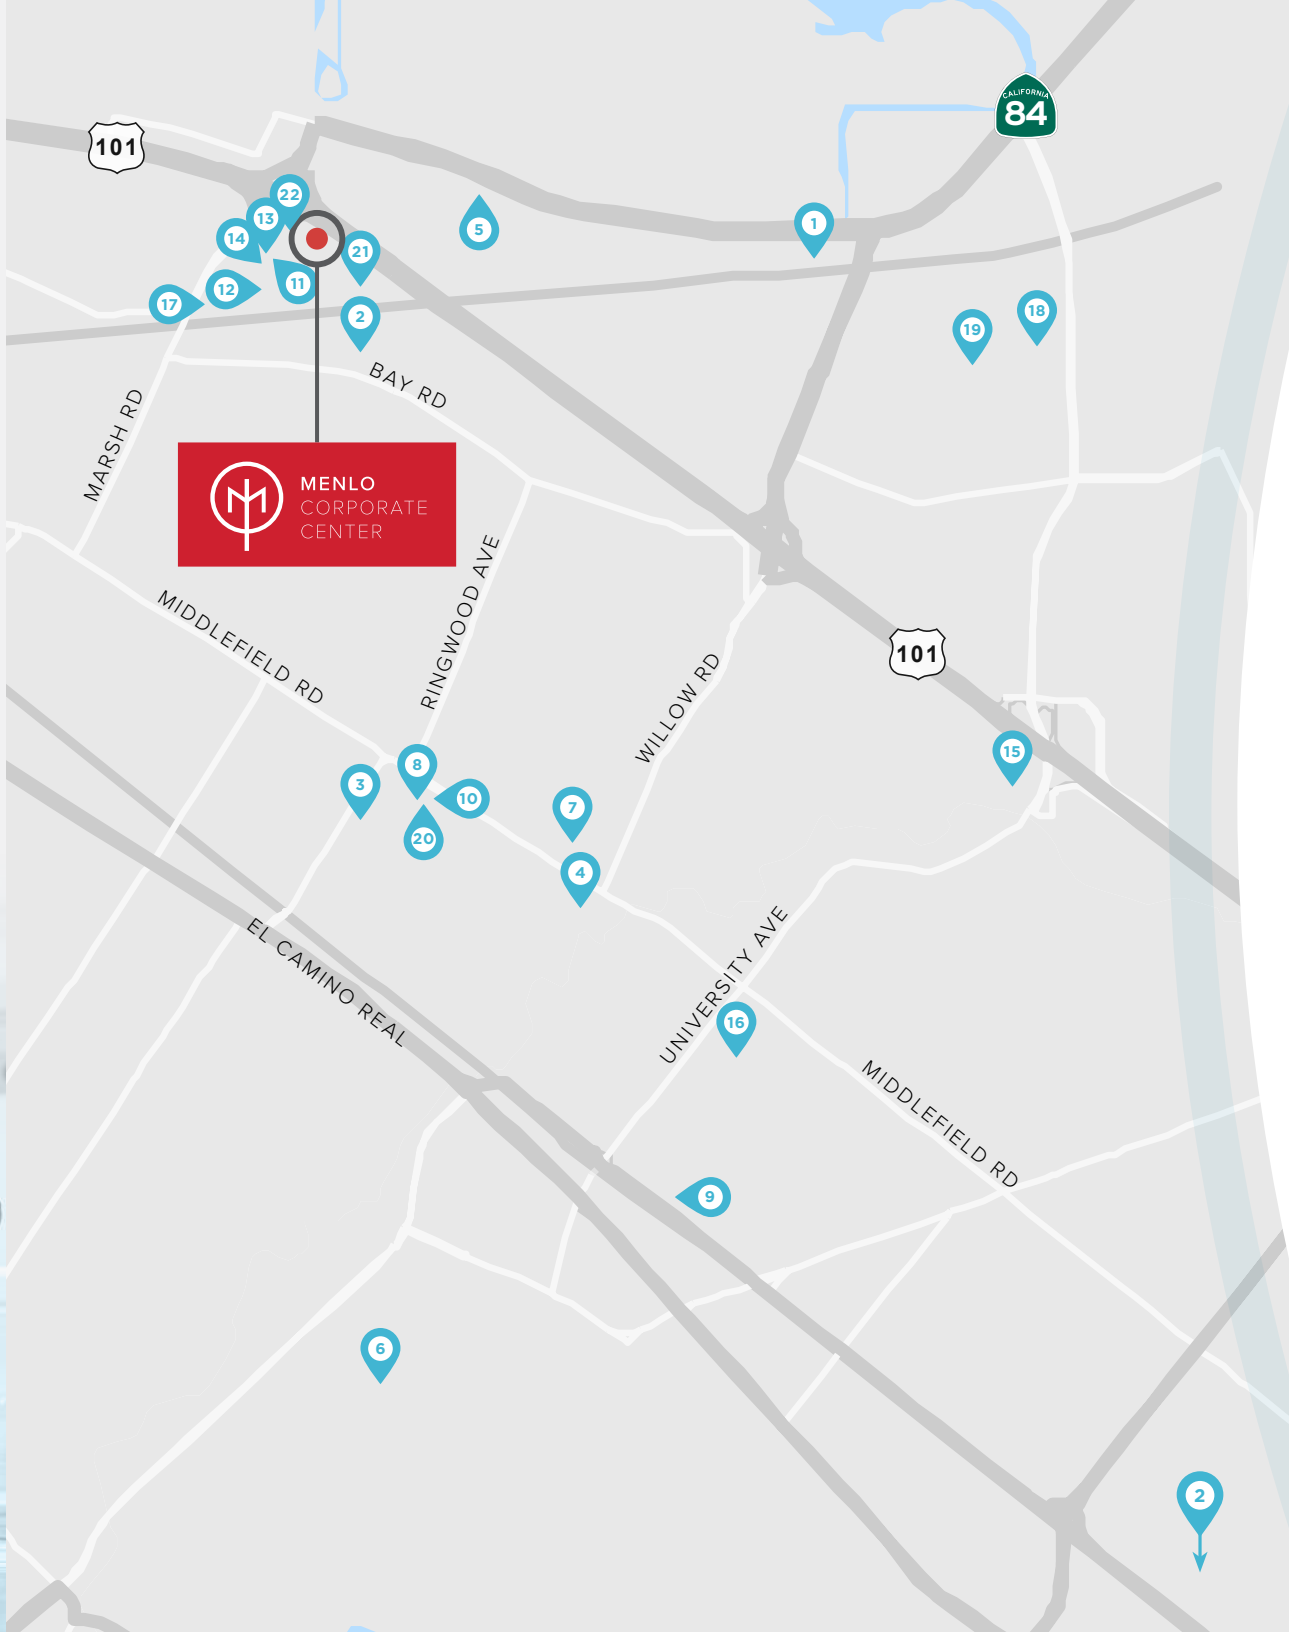 CALIFORNIA
84
101
22
13
14
5
1
21
11
12
17
2
18
19
BAY RD
MARSH RD
MENLO
CORPORATE
CENTER
RINGWOOD AVE
MIDDLEFIELD RD
WILLOW RD
101
15
8
3
10
7
20
4
EL CAMINO REAL
UNIVERSITY AVE
16
MIDDLEFIELD RD
9
6
2